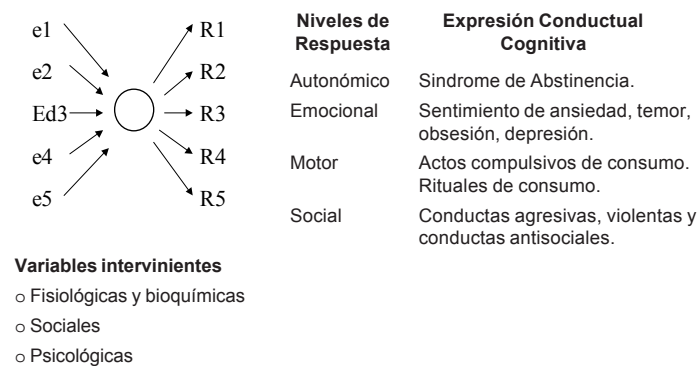 e1
e2
Ed3
e4
e5
R1
R2
R3
R4
R5
Niveles de
Respuesta
Expresión Conductual
Cognitiva
Autonómico Sindrome de Abstinencia.
Emocional Sentimiento de ansiedad, temor,
obsesión, depresión.
Motor Actos compulsivos de consumo.
Rituales de consumo.
Social Conductas agresivas, violentas y
conductas antisociales.
Variables intervinientes
o Fisiológicas y bioquímicas
o Sociales
o Psicológicas